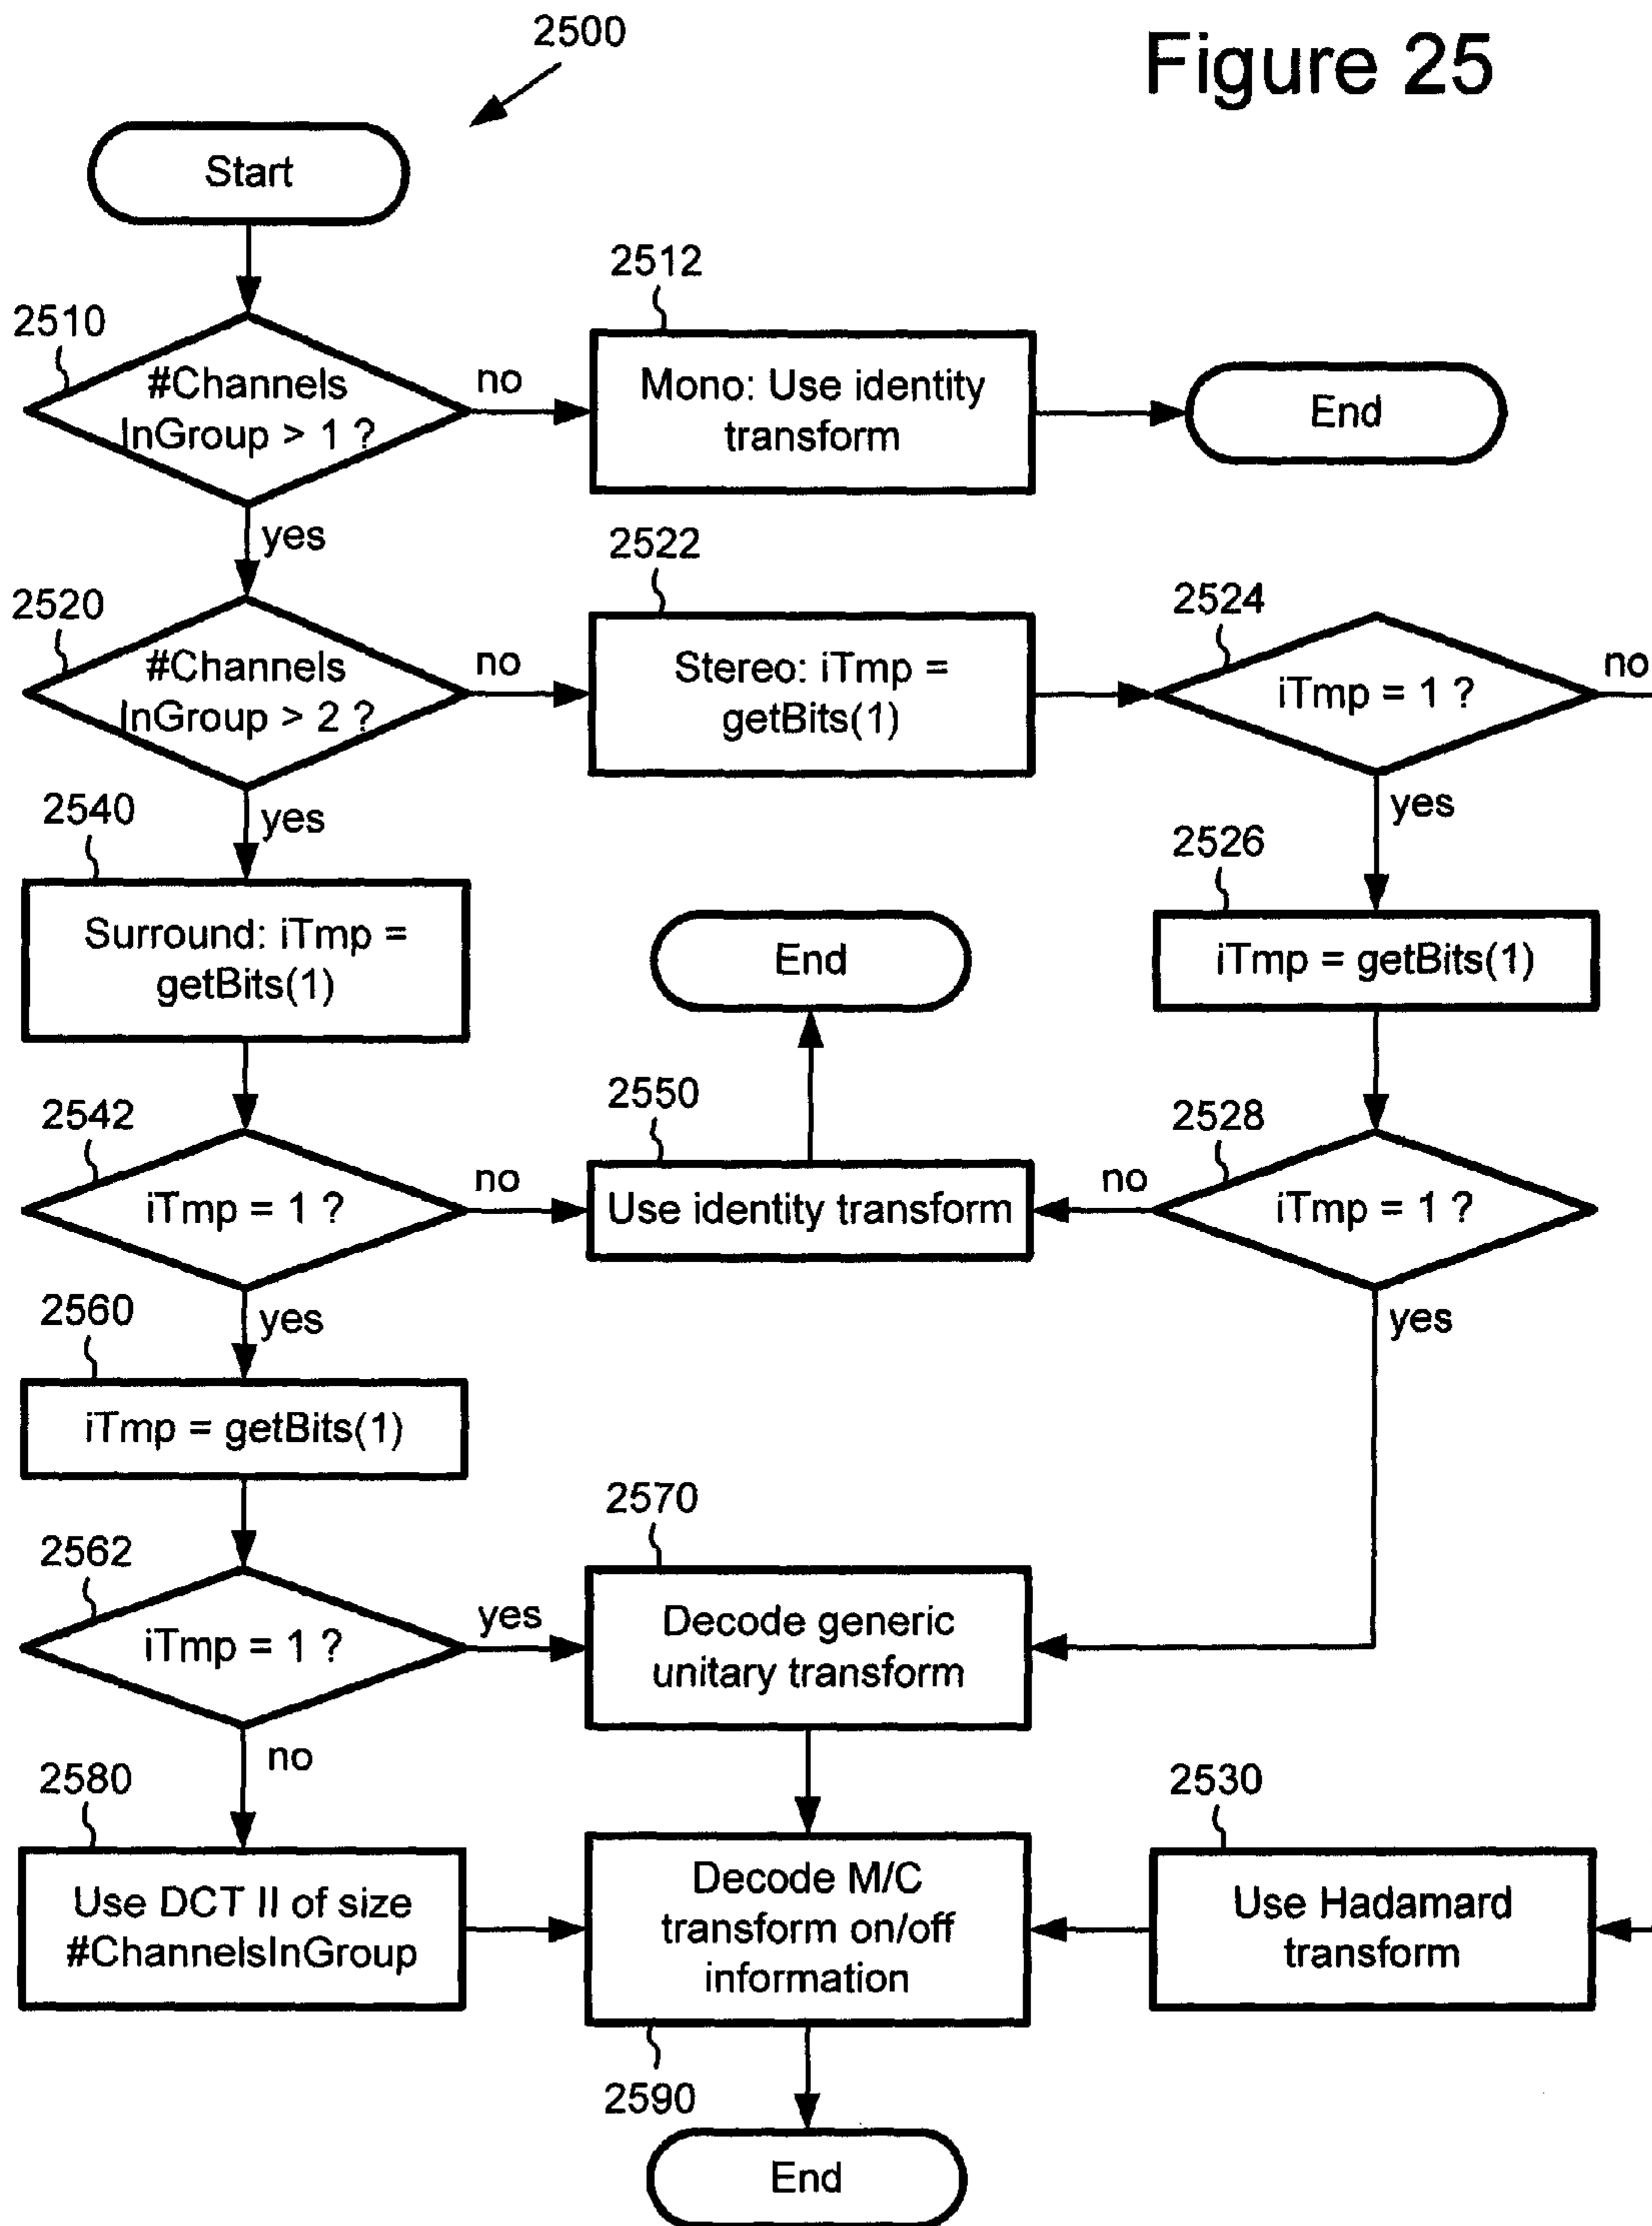 2500
Figure 25
Start
2510
#Channels
InGroup > 1 ?
no
yes
2512
Mono: Use identity
transform
End
2520
#Channels
InGroup > 2 ?
no
yes
2522
Stereo: iTmp =
getBits(1)
2524
iTmp = 1 ?
no
yes
2540
Surround: iTmp =
getBits(1)
End
2526
iTmp = getBits(1)
2542
iTmp = 1 ?
no
yes
2550
Use identity transform
2528
iTmp = 1 ?
no
yes
2560
iTmp = getBits(1)
2562
iTmp = 1 ?
yes
no
2570
Decode generic
unitary transform
2580
Use DCT II of size
#ChannelsInGroup
Decode M/C
transform on/off
information
2590
2530
Use Hadamard
transform
End